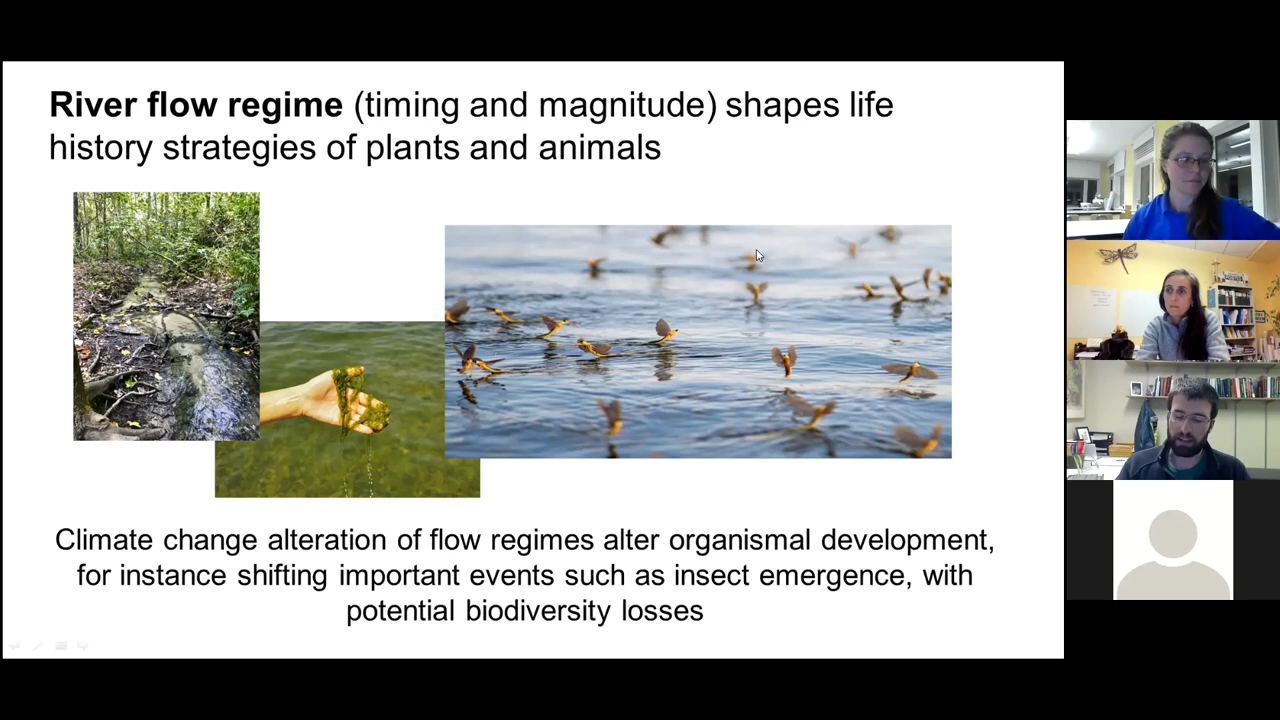 River flow regime (timing and magnitude) shapes life
history strategies of plants and animals
Climate change alteration of flow regimes alter organismal development,
for instance shifting important events such as insect emergence, with
potential biodiversity losses